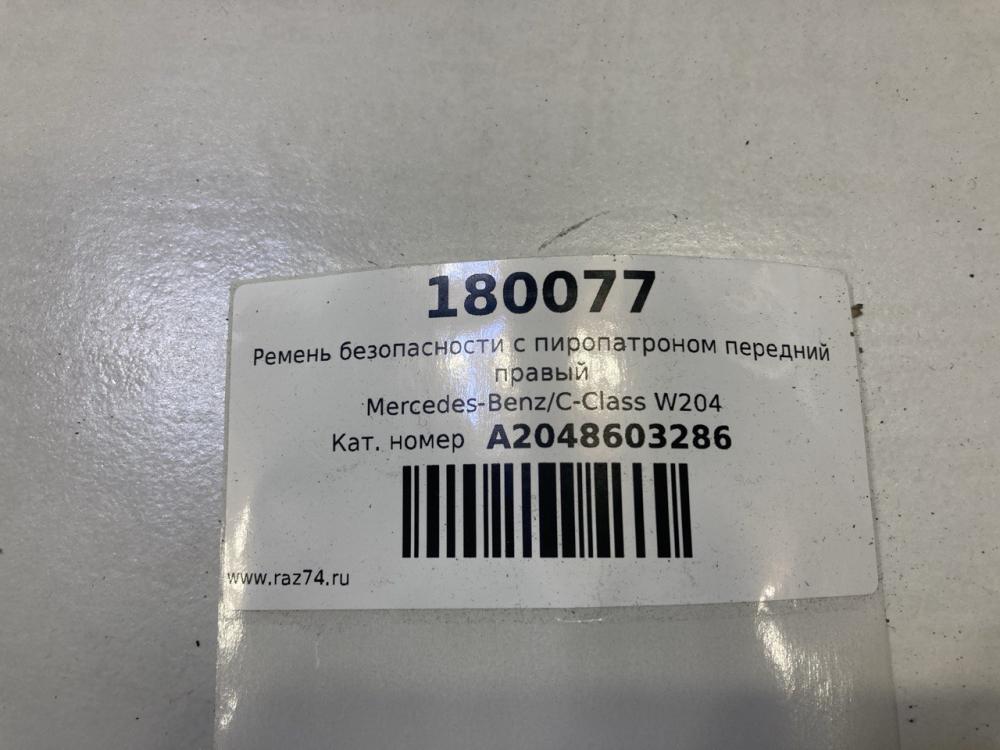 180077
Ремень безопасности с пиропатроном передний
правый
Mercedes-Benz/C-Class W204
Кат. номер A2048603286
www.raz74.ru